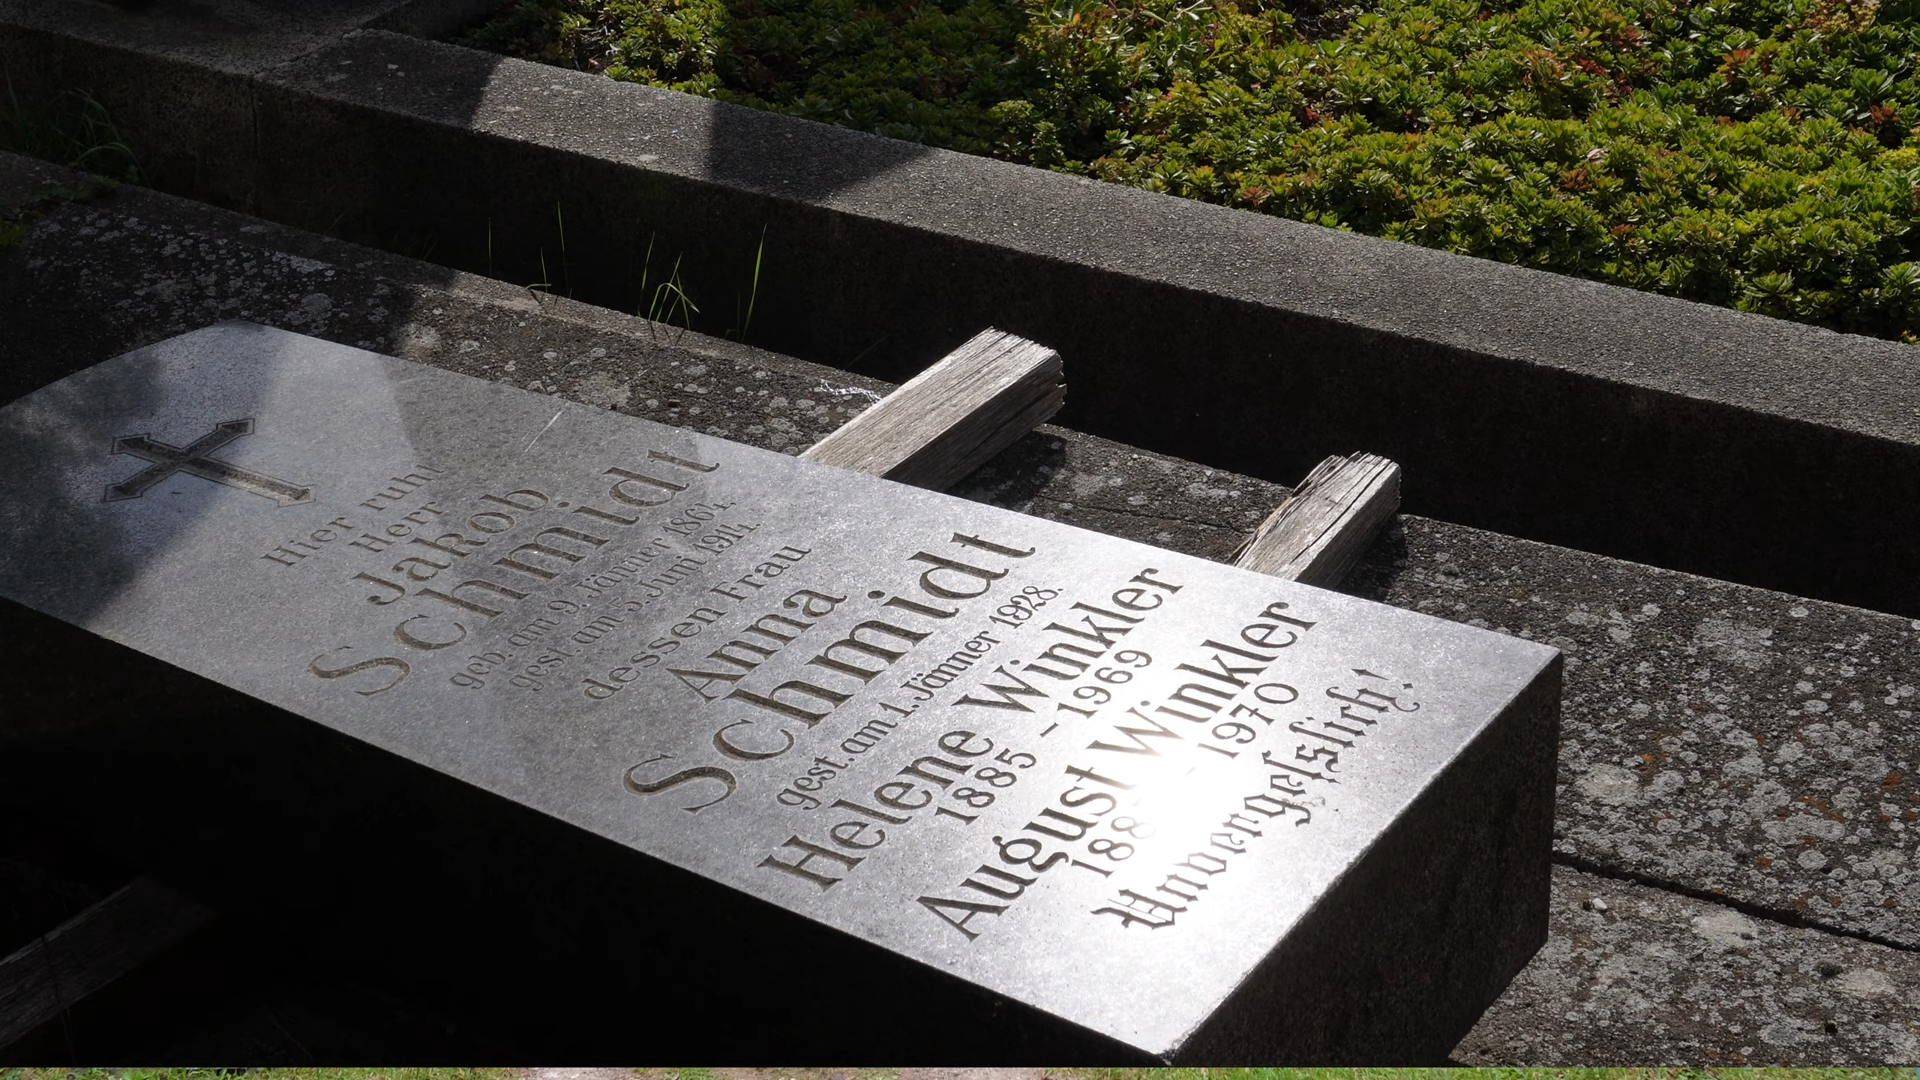 Hier ruht
Herr
Jakob
Schmidt
geb. am 9. Jänner 1864.
gest. am 5. Juni 1914.
dessen Frau
Anna
Schmidt
gest. am 1. Jänner 1928.
Helene Winkler
1885 – 1969
August Winkler
1970
Unvergeſslich!